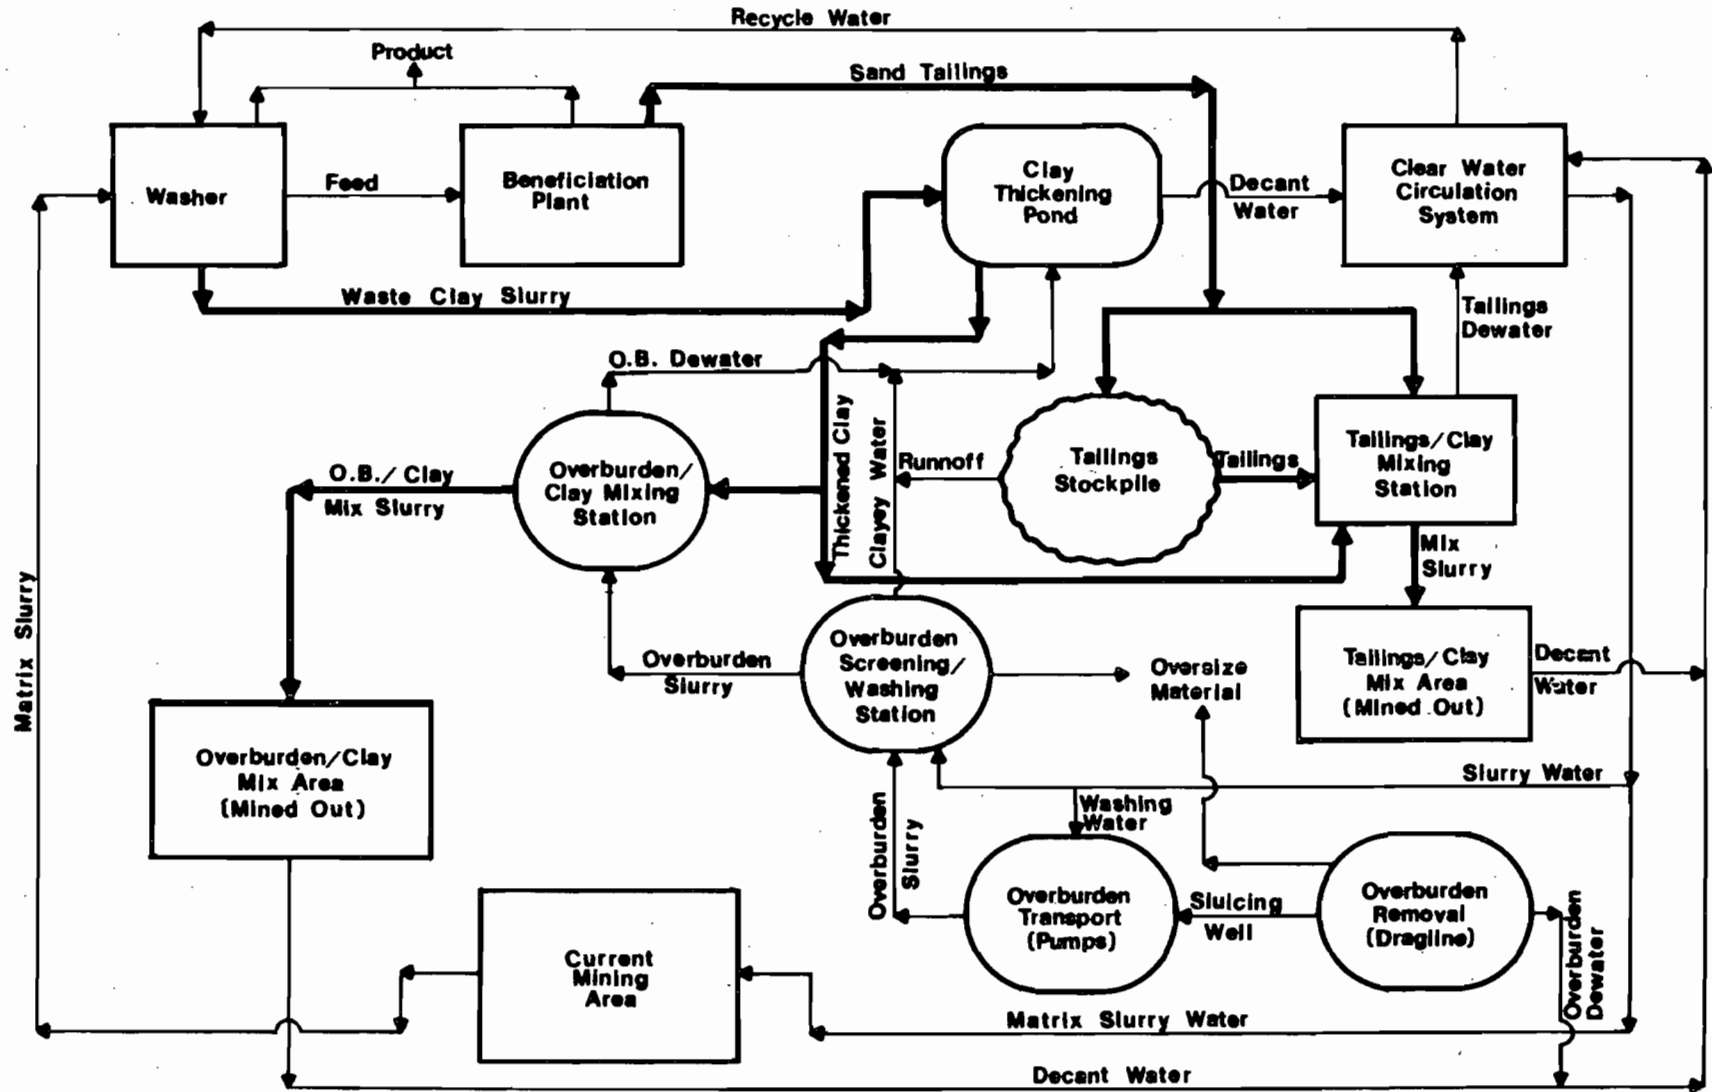 Recycle Water
Product
Sand Tailings
Washer
Feed
Beneficiation
Plant
Clay
Thickening
Pond
Decant
Water
Clear Water
Circulation
System
Waste Clay Slurry
Tailings
Dewater
O.B. Dewater
Thickened Clay
Clayey Water
Runnoff
Tailings
Stockpile
Tailings
Tailings/Clay
Mixing
Station
O.B./Clay
Mix Slurry
Overburden/
Clay Mixing
Station
Mix
Slurry
Matrix Slurry
Overburden
Slurry
Overburden
Screening/
Washing
Station
Oversize
Material
Tailings/Clay
Mix Area
(Mined Out)
Decant
Water
Overburden/Clay
Mix Area
(Mined Out)
Slurry Water
Washing
Water
Overburden
Slurry
Overburden
Transport
(Pumps)
Sluicing
Well
Overburden
Removal
(Dragline)
Overburden
Dewater
Current
Mining
Area
Matrix Slurry Water
Decant Water